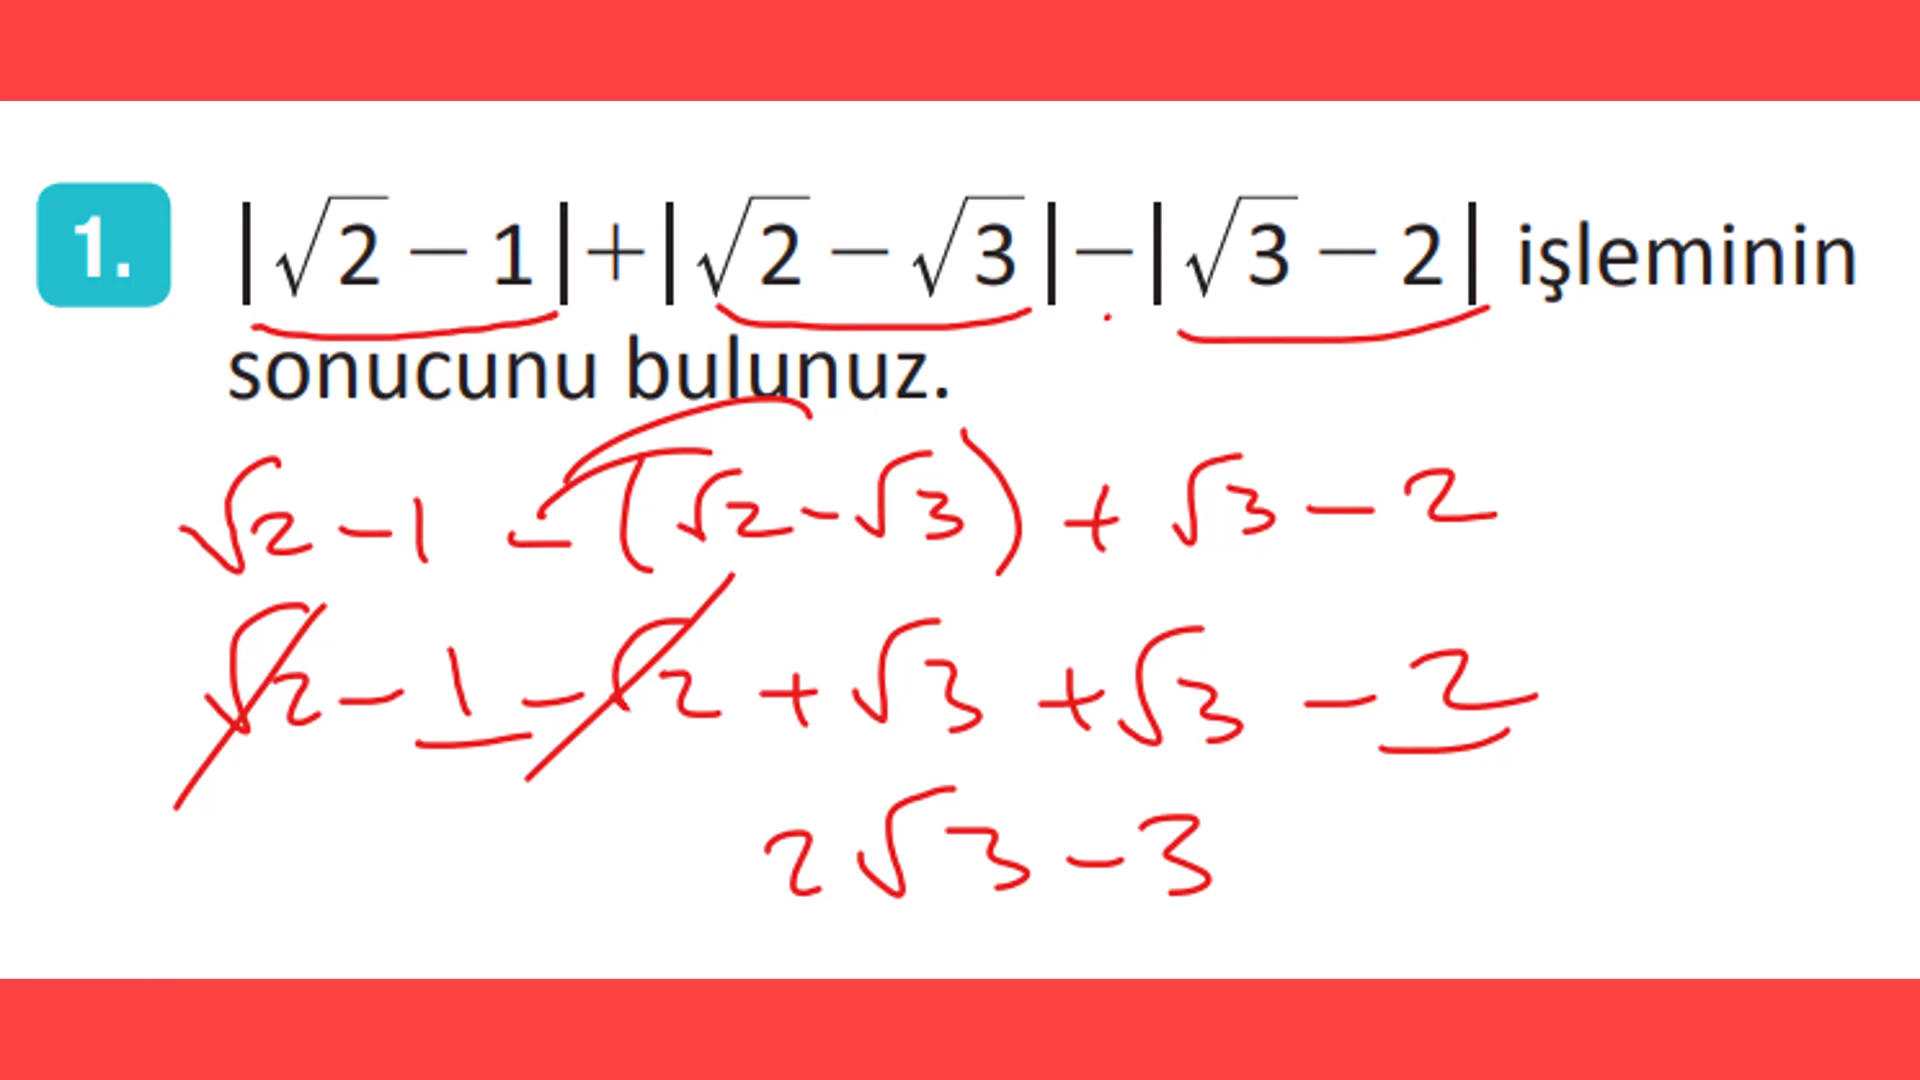 1. |√2 − 1| + |√2 − √3| − |√3 − 2| işleminin
sonucunu bulunuz.
√2 − 1 − (√2 − √3) + √3 − 2
√2 − 1 − √2 + √3 + √3 − 2
2√3 − 3